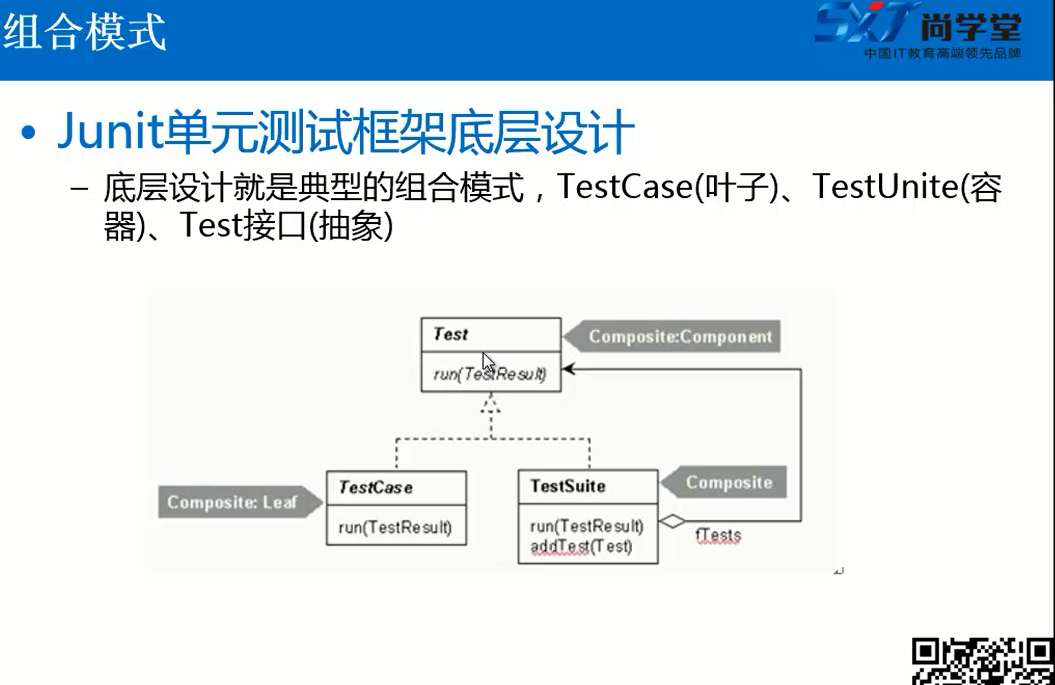 组合模式
SXT 尚学堂
中国IT教育高端领先品牌
• Junit单元测试框架底层设计
– 底层设计就是典型的组合模式，TestCase(叶子)、TestUnite(容
器)、Test接口(抽象)
Test
Composite:Component
run(TestResult)
TestCase
TestSuite
Composite
Composite: Leaf
run(TestResult)
run(TestResult)
addTest(Test)
fTests